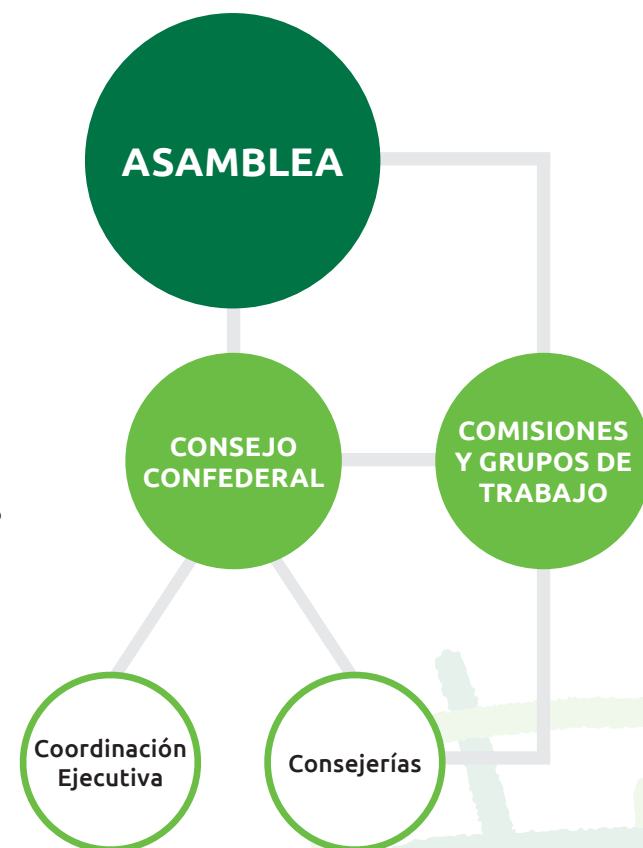 ASAMBLEA
CONSEJO
CONFEDERAL
COMISIONES
Y GRUPOS DE
TRABAJO
Coordinación
Ejecutiva
Consejerías